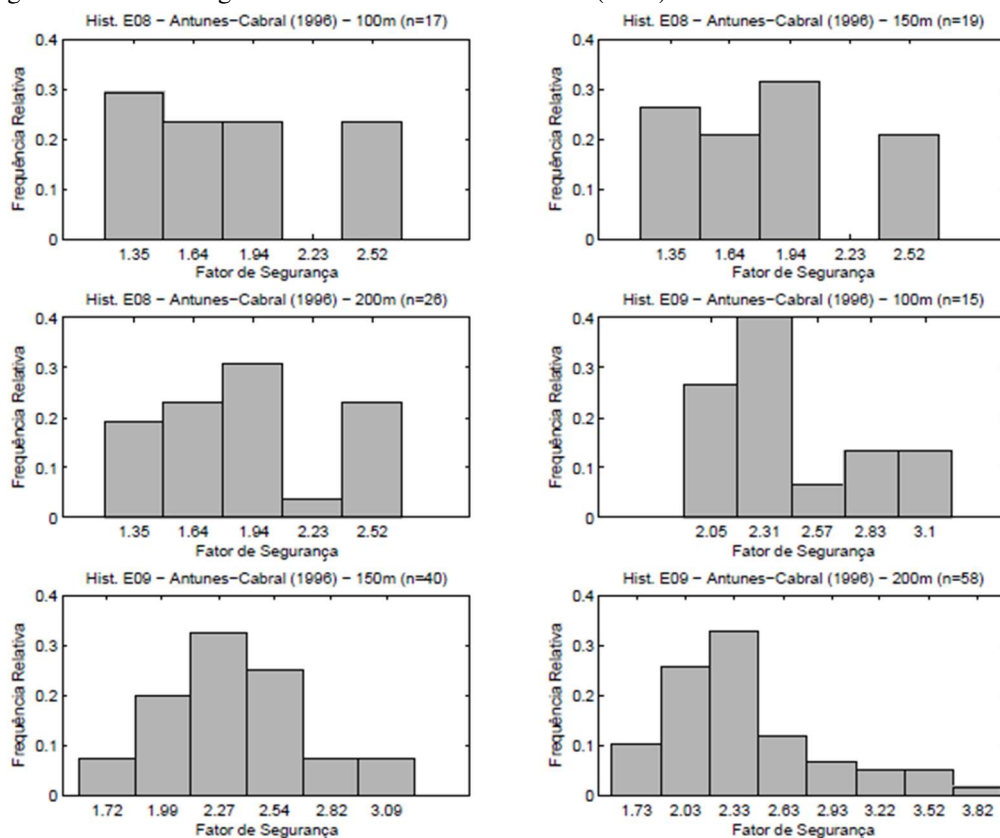 Hist. E08 − Antunes−Cabral (1996) − 100m (n=17)
0.4
0.3
0.2
0.1
0
Frequência Relativa
1.35 1.64 1.94 2.23 2.52
Fator de Segurança
Hist. E08 − Antunes−Cabral (1996) − 150m (n=19)
0.4
0.3
0.2
0.1
0
Frequência Relativa
1.35 1.64 1.94 2.23 2.52
Fator de Segurança
Hist. E08 − Antunes−Cabral (1996) − 200m (n=26)
0.4
0.3
0.2
0.1
0
Frequência Relativa
1.35 1.64 1.94 2.23 2.52
Fator de Segurança
Hist. E09 − Antunes−Cabral (1996) − 100m (n=15)
0.4
0.3
0.2
0.1
0
Frequência Relativa
2.05 2.31 2.57 2.83 3.1
Fator de Segurança
Hist. E09 − Antunes−Cabral (1996) − 150m (n=40)
0.4
0.3
0.2
0.1
0
Frequência Relativa
1.72 1.99 2.27 2.54 2.82 3.09
Fator de Segurança
Hist. E09 − Antunes−Cabral (1996) − 200m (n=58)
0.4
0.3
0.2
0.1
0
Frequência Relativa
1.73 2.03 2.33 2.63 2.93 3.22 3.52 3.82
Fator de Segurança